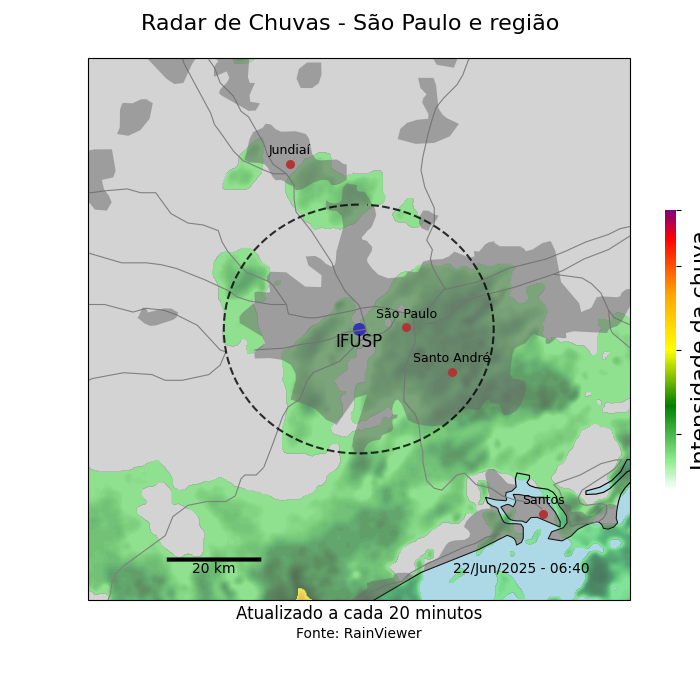 Radar de Chuvas - São Paulo e região
Jundiaí
São Paulo
IFUSP
Santo André
Santos
20 km
22/Jun/2025 - 06:40
Intensidade da chuva
Atualizado a cada 20 minutos
Fonte: RainViewer